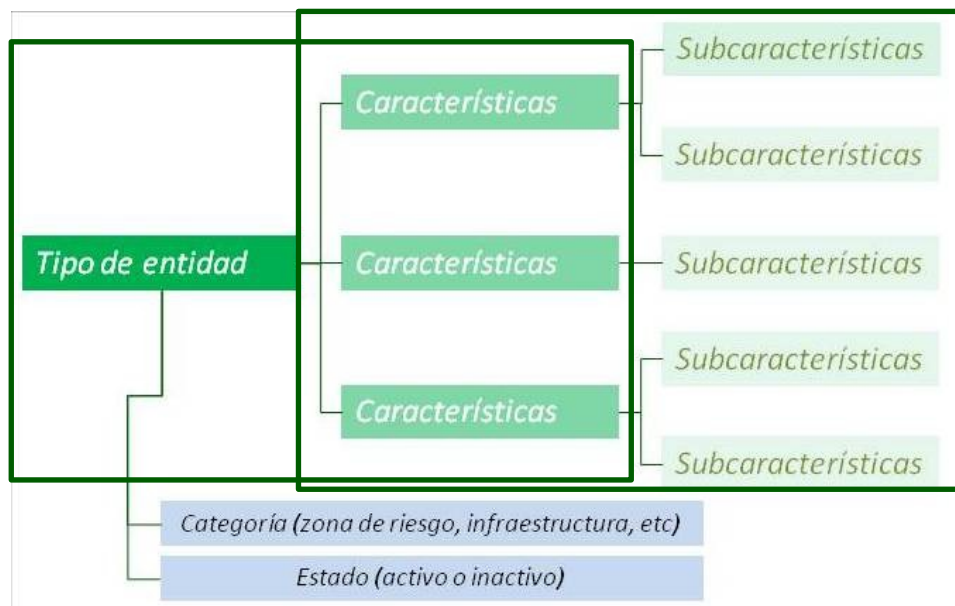 Subcaracterísticas
Características
Subcaracterísticas
Tipo de entidad
Características
Subcaracterísticas
Subcaracterísticas
Características
Subcaracterísticas
Categoría (zona de riesgo, infraestructura, etc)
Estado (activo o inactivo)